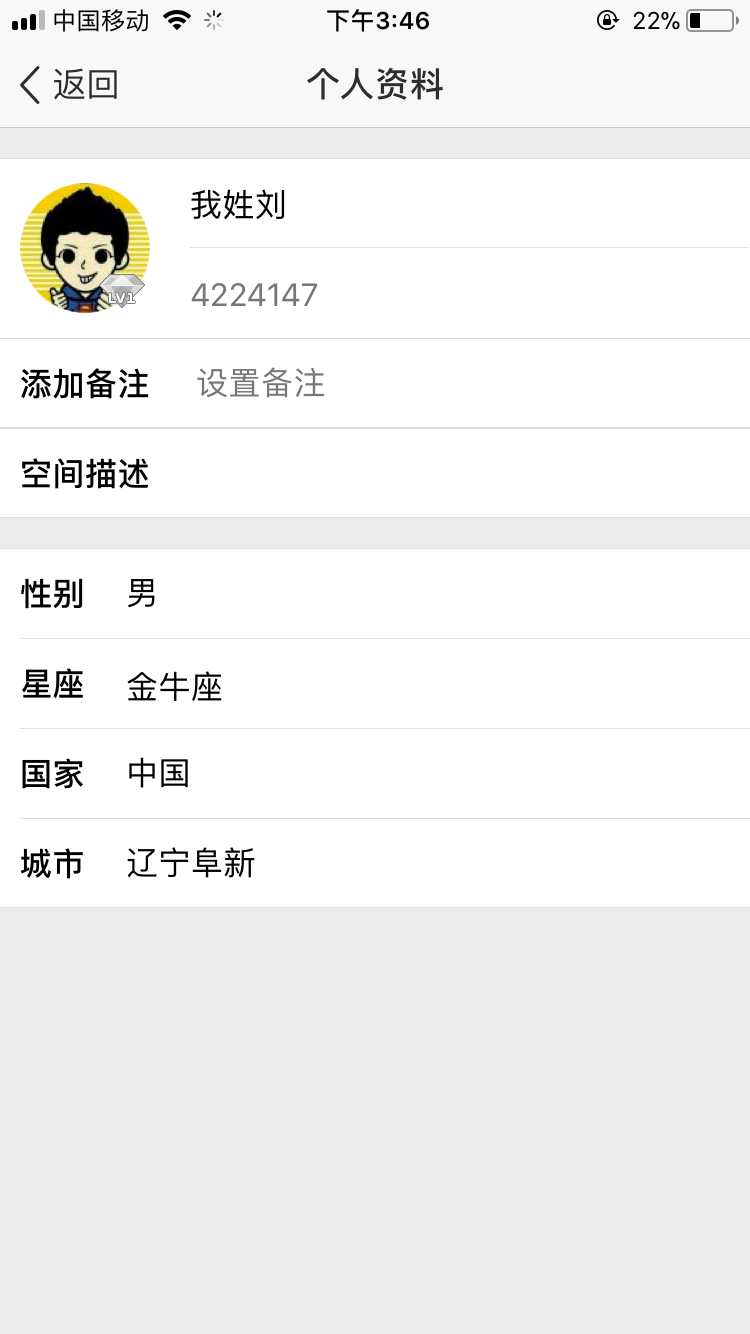 中国移动 下午3:46 22%
返回 个人资料
我姓刘
LV1
4224147
添加备注 设置备注
空间描述
性别 男
星座 金牛座
国家 中国
城市 辽宁阜新